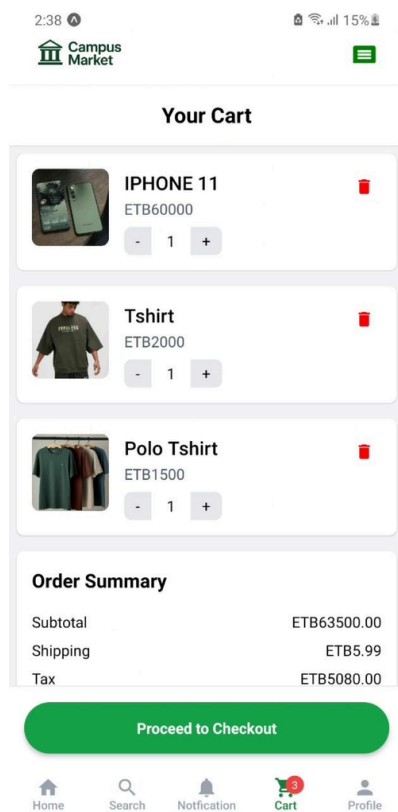 2:38
15%
Campus
Market
Your Cart
IPHONE 11
ETB60000
- 1 +
Tshirt
ETB2000
- 1 +
Polo Tshirt
ETB1500
- 1 +
Order Summary
Subtotal ETB63500.00
Shipping ETB5.99
Tax ETB5080.00
Proceed to Checkout
3
Home Search Notfication Cart Profile